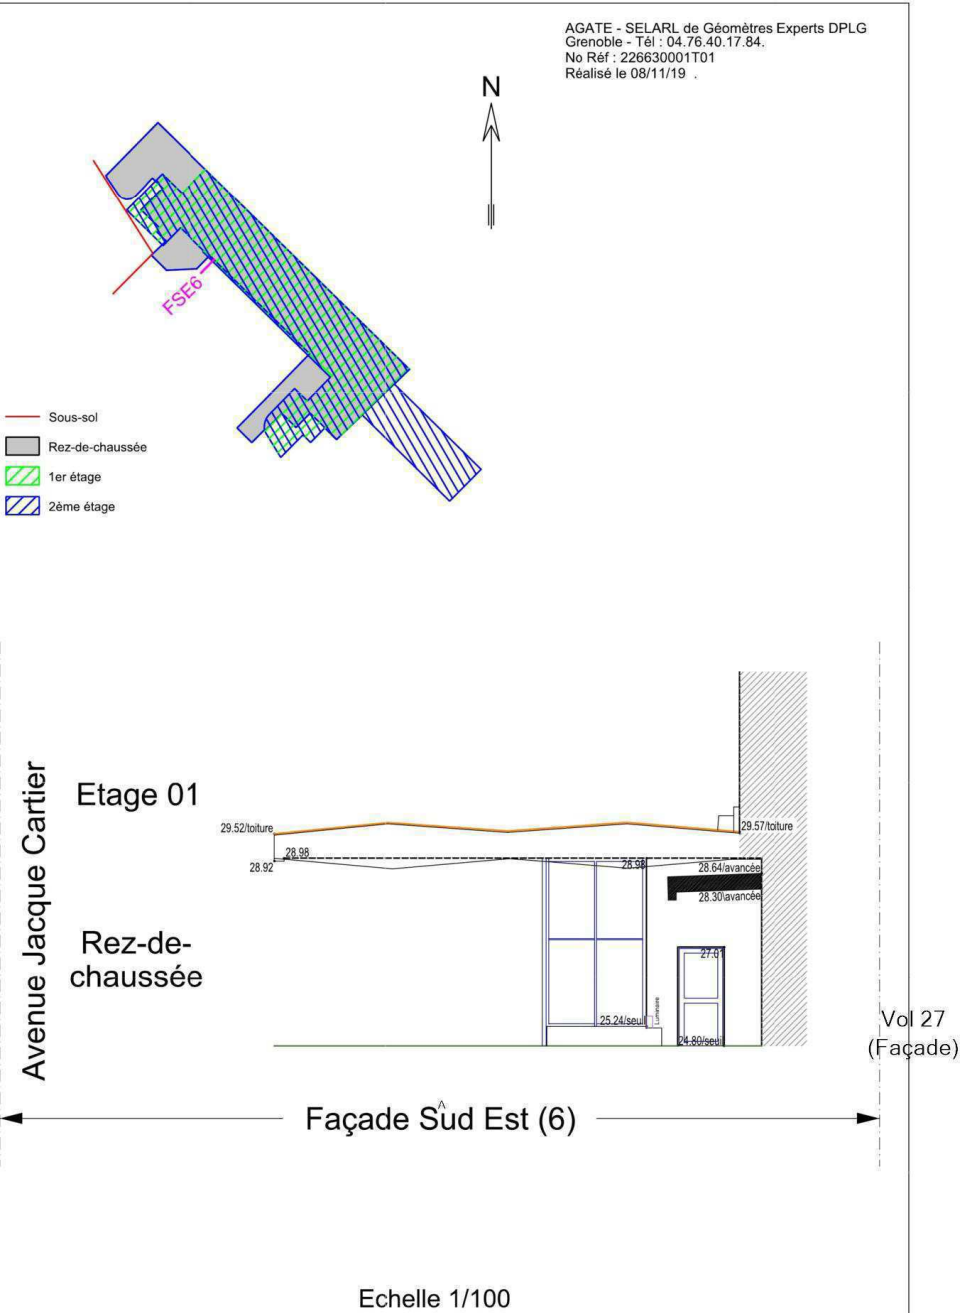 AGATE - SELARL de Géomètres Experts DPLG
Grenoble - Tél : 04.76.40.17.84.
No Réf : 226630001T01
Réalisé le 08/11/19 .
N
FSE6
Sous-sol
Rez-de-chaussée
1er étage
2ème étage
Avenue Jacque Cartier
Etage 01
29.52/toiture
29.57/toiture
28.98
28.92
28.98
28.64/avancée
28.30\avancée
Rez-de-
chaussée
27.01
Luminaire
25.24/seuil
24.80/seuil
Vol 27
(Façade)
Façade Sud Est (6)
Echelle 1/100